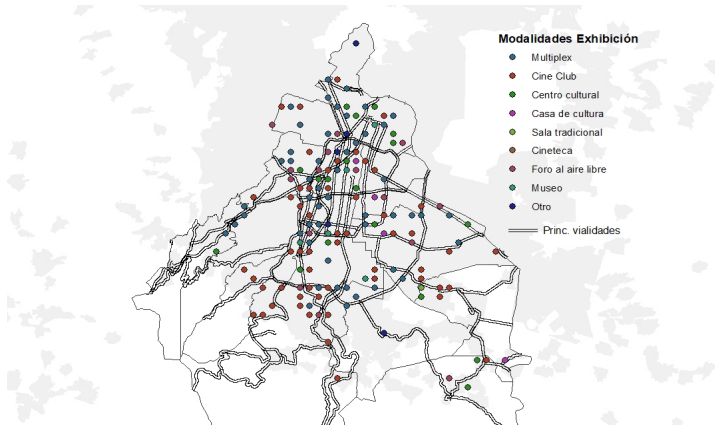 Modalidades Exhibición
Multiplex
Cine Club
Centro cultural
Casa de cultura
Sala tradicional
Cineteca
Foro al aire libre
Museo
Otro
Princ. vialidades